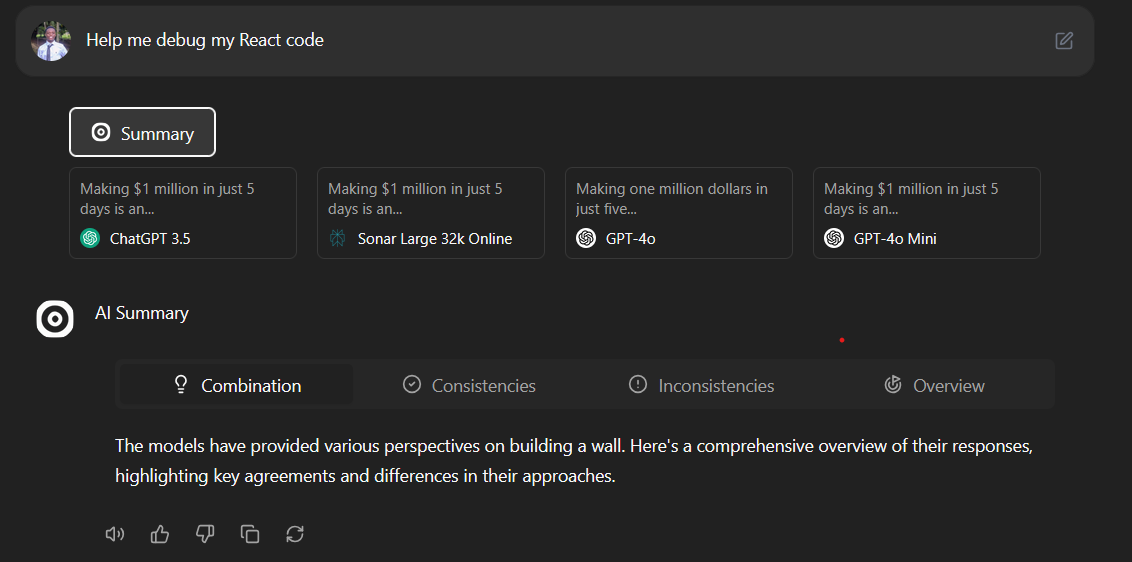 Help me debug my React code
Summary
Making $1 million in just 5
days is an...
ChatGPT 3.5
Making $1 million in just 5
days is an...
Sonar Large 32k Online
Making one million dollars in
just five...
GPT-4o
Making $1 million in just 5
days is an...
GPT-4o Mini
AI Summary
Combination
Consistencies
Inconsistencies
Overview
The models have provided various perspectives on building a wall. Here's a comprehensive overview of their responses,
highlighting key agreements and differences in their approaches.